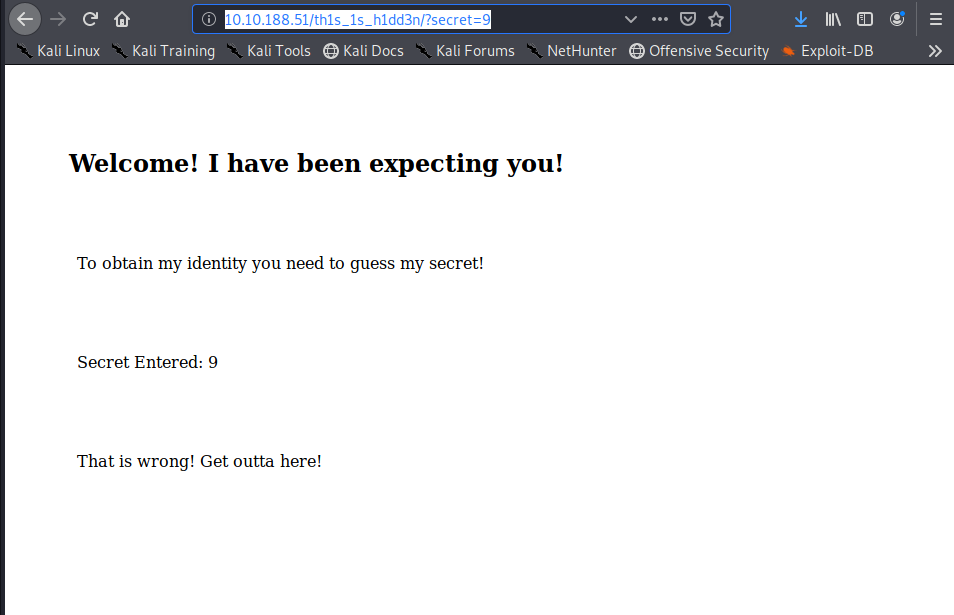 10.10.188.51/th1s_1s_h1dd3n/?secret=9
Kali Linux Kali Training Kali Tools Kali Docs Kali Forums NetHunter Offensive Security Exploit-DB
Welcome! I have been expecting you!
To obtain my identity you need to guess my secret!
Secret Entered: 9
That is wrong! Get outta here!